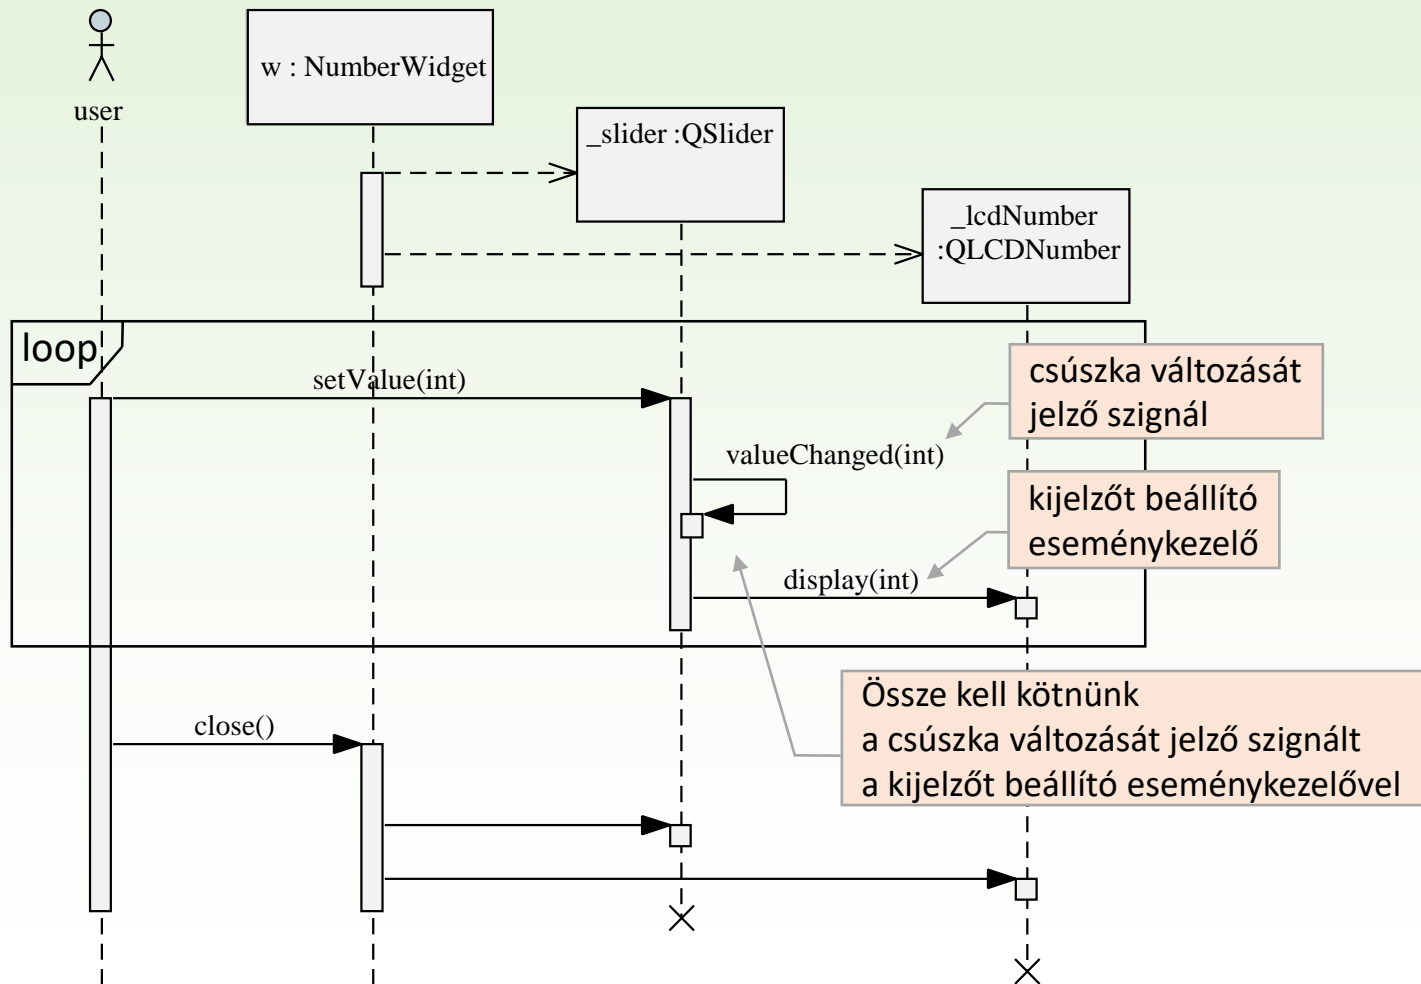 user
w : NumberWidget
_slider :QSlider
_lcdNumber
:QLCDNumber
loop
setValue(int)
csúszka változását
jelző szignál
valueChanged(int)
kijelzőt beállító
eseménykezelő
display(int)
Össze kell kötnünk
a csúszka változását jelző szignált
a kijelzőt beállító eseménykezelővel
close()